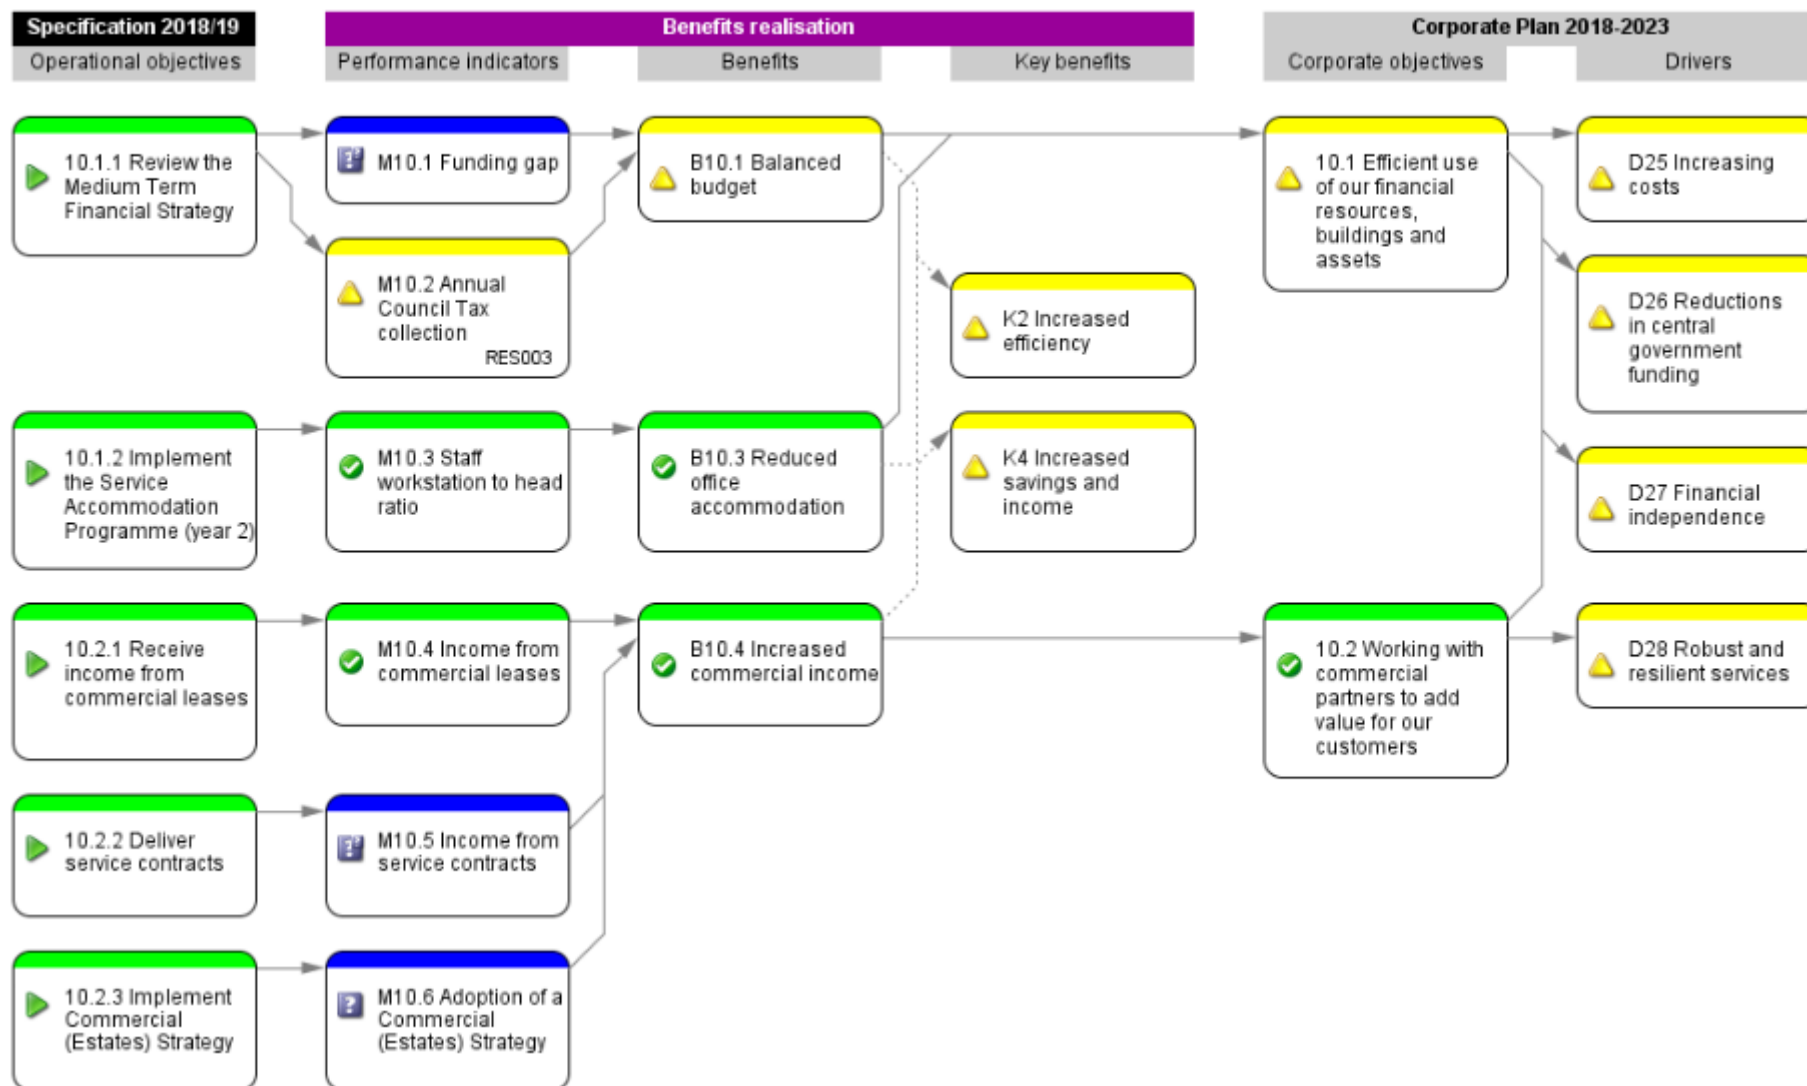 Specification 2018/19
Benefits realisation
Corporate Plan 2018-2023
Operational objectives
Performance indicators
Benefits
Key benefits
Corporate objectives
Drivers
10.1.1 Review the
Medium Term
Financial Strategy
M10.1 Funding gap
M10.2 Annual
Council Tax
collection
RES003
B10.1 Balanced
budget
K2 Increased
efficiency
10.1 Efficient use
of our financial
resources,
buildings and
assets
D25 Increasing
costs
D26 Reductions
in central
government
funding
10.1.2 Implement
the Service
Accommodation
Programme (year 2)
M10.3 Staff
workstation to head
ratio
B10.3 Reduced
office
accommodation
K4 Increased
savings and
income
D27 Financial
independence
10.2.1 Receive
income from
commercial leases
M10.4 Income from
commercial leases
B10.4 Increased
commercial income
10.2 Working with
commercial
partners to add
value for our
customers
D28 Robust and
resilient services
10.2.2 Deliver
service contracts
M10.5 Income from
service contracts
10.2.3 Implement
Commercial
(Estates) Strategy
M10.6 Adoption of a
Commercial
(Estates) Strategy